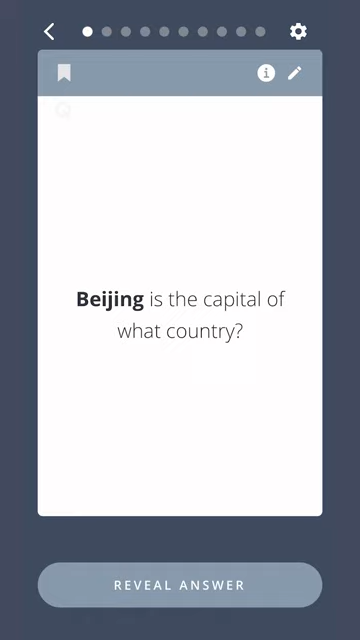 Q
Beijing is the capital of
what country?
REVEAL ANSWER